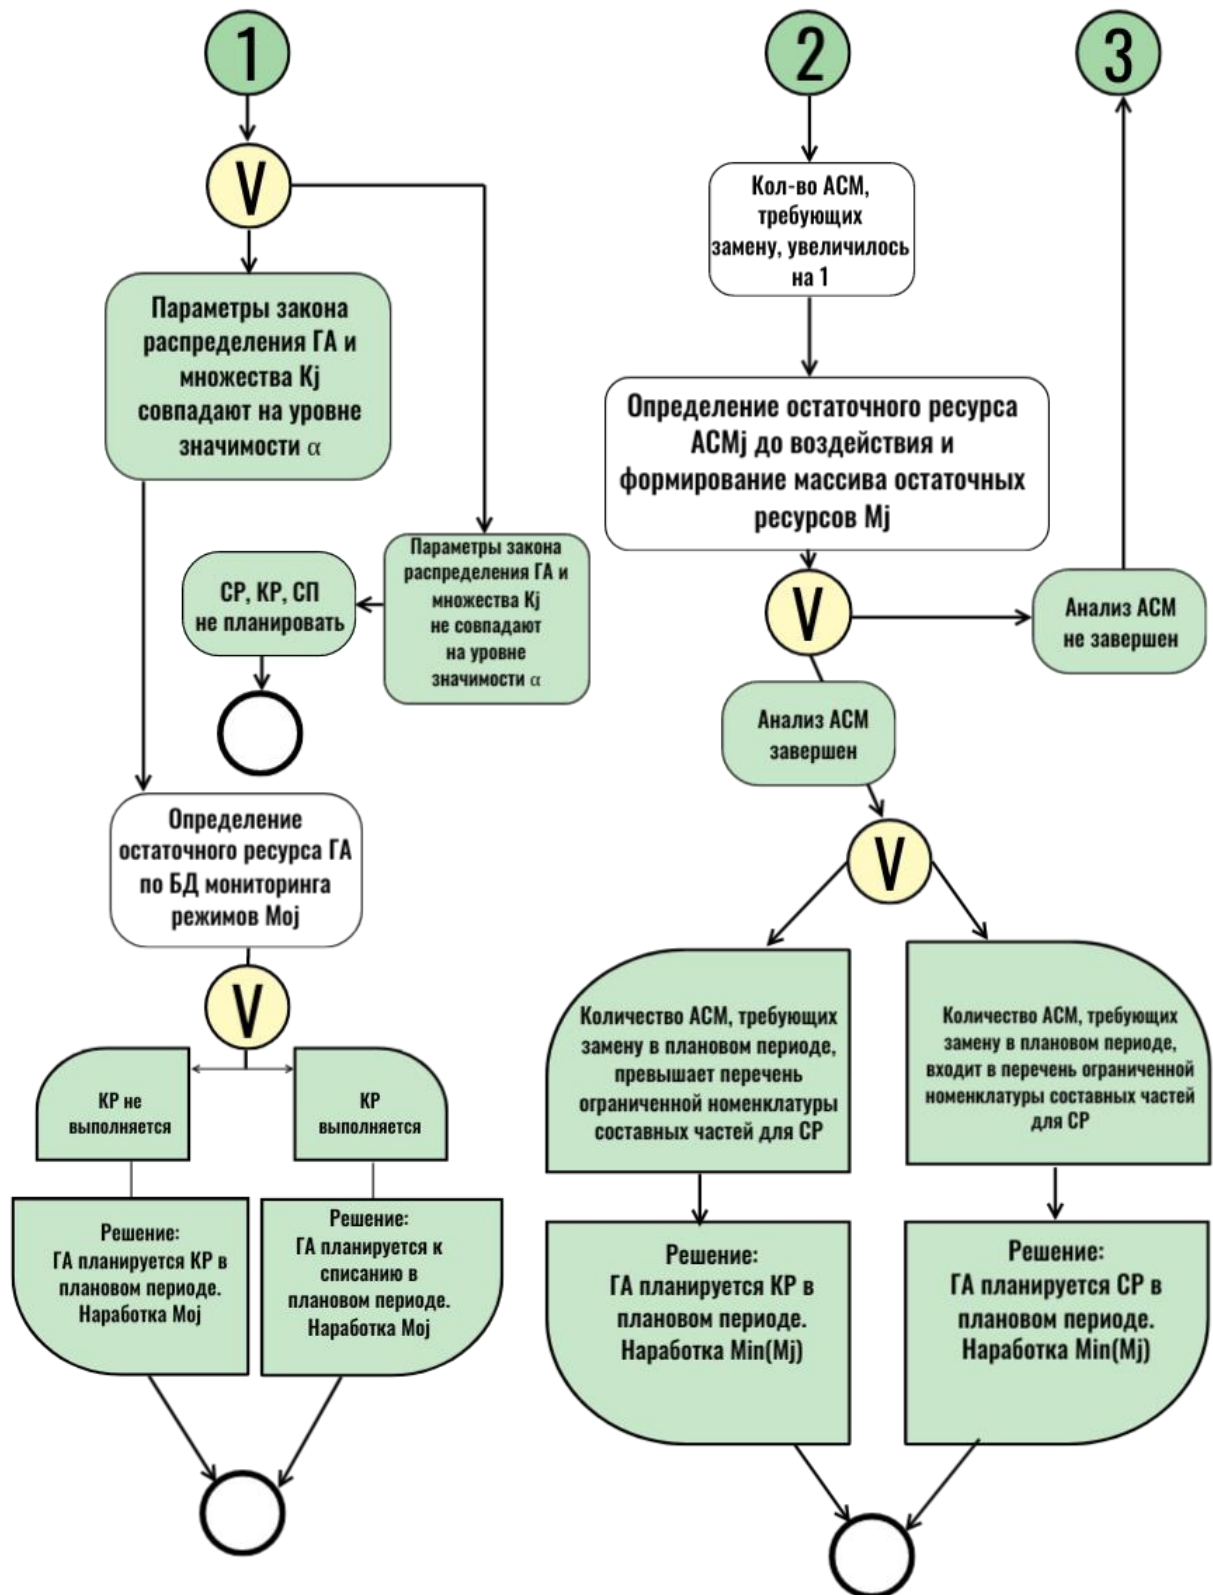 1
V
Параметры закона
распределения ГА и
множества Kj
совпадают на уровне
значимости α
Параметры закона
распределения ГА и
множества Kj
не совпадают
на уровне
значимости α
СР, КР, СП
не планировать
Определение
остаточного ресурса ГА
по БД мониторинга
режимов Moj
V
КР не
выполняется
КР
выполняется
Решение:
ГА планируется КР в
плановом периоде.
Наработка Moj
Решение:
ГА планируется к
списанию в
плановом периоде.
Наработка Moj
2
Кол-во АСМ,
требующих
замену, увеличилось
на 1
Определение остаточного ресурса
АСМj до воздействия и
формирование массива остаточных
ресурсов Mj
V
3
Анализ АСМ
не завершен
Анализ АСМ
завершен
V
Количество АСМ, требующих
замену в плановом периоде,
превышает перечень
ограниченной номенклатуры
составных частей для СР
Количество АСМ, требующих
замену в плановом периоде,
входит в перечень ограниченной
номенклатуры составных частей
для СР
Решение:
ГА планируется КР в
плановом периоде.
Наработка Min(Mj)
Решение:
ГА планируется СР в
плановом периоде.
Наработка Min(Mj)